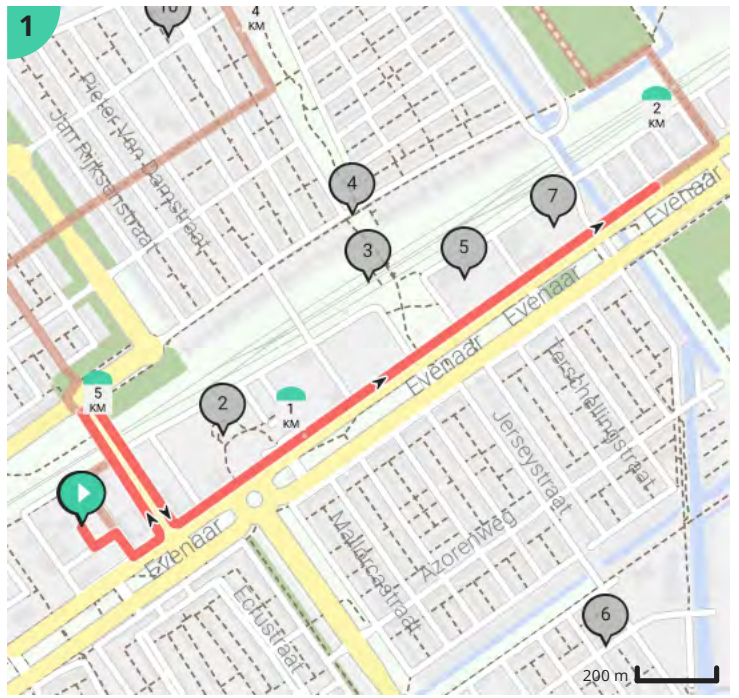 1
10
4
KM
Pieter Van Damstraat
Jan Rijksenstraat
2
KM
4
7
Evenaar
3
5
Evenaar
Evenaar
Terschellingstraat
5
KM
2
1
KM
Jerseystraat
Azorenweg
Mallorcastraat
Evenaar
Ecrustraat
6
200 m